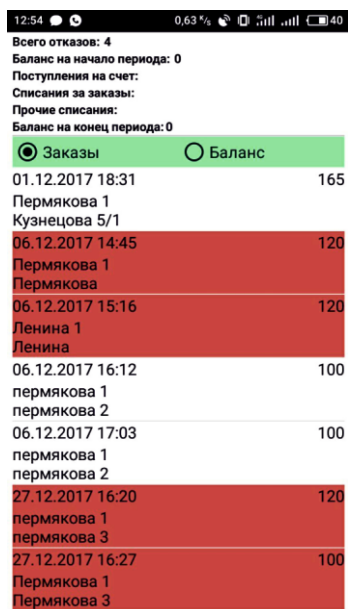 12:54 0,63 ᴷ/s 40
Всего отказов: 4
Баланс на начало периода: 0
Поступления на счет:
Списания за заказы:
Прочие списания:
Баланс на конец периода: 0
Заказы Баланс
01.12.2017 18:31 165
Пермякова 1
Кузнецова 5/1
06.12.2017 14:45 120
Пермякова 1
Пермякова
06.12.2017 15:16 120
Ленина 1
Ленина
06.12.2017 16:12 100
пермякова 1
пермякова 2
06.12.2017 17:03 100
пермякова 1
пермякова 2
27.12.2017 16:20 120
пермякова 1
пермякова 3
27.12.2017 16:27 100
Пермякова 1
Пермякова 3